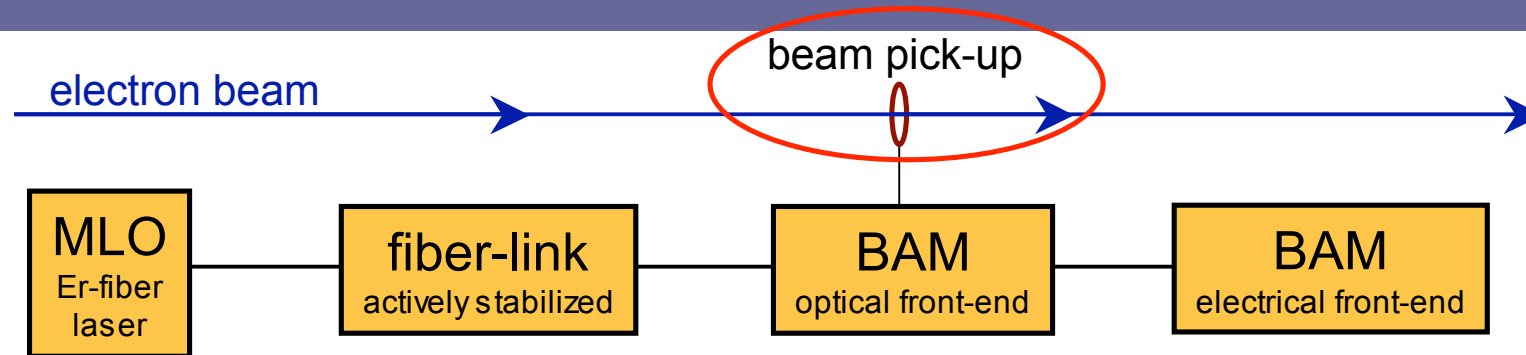 beam pick-up
electron beam
MLO
Er-fiber
laser
fiber-link
actively stabilized
BAM
optical front-end
BAM
electrical front-end